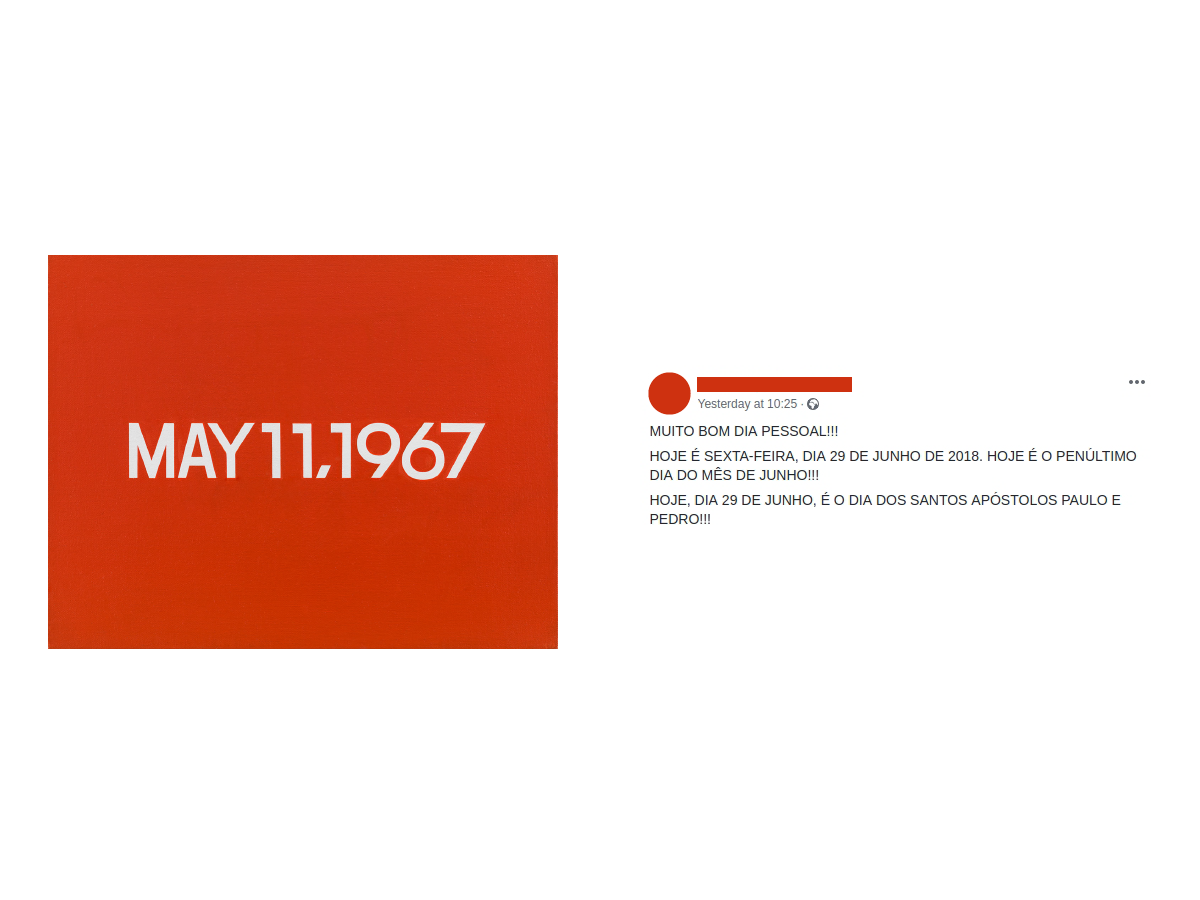 MAY 11,1967
Yesterday at 10:25 ·
MUITO BOM DIA PESSOAL!!!
HOJE É SEXTA-FEIRA, DIA 29 DE JUNHO DE 2018. HOJE É O PENÚLTIMO
DIA DO MÊS DE JUNHO!!!
HOJE, DIA 29 DE JUNHO, É O DIA DOS SANTOS APÓSTOLOS PAULO E
PEDRO!!!